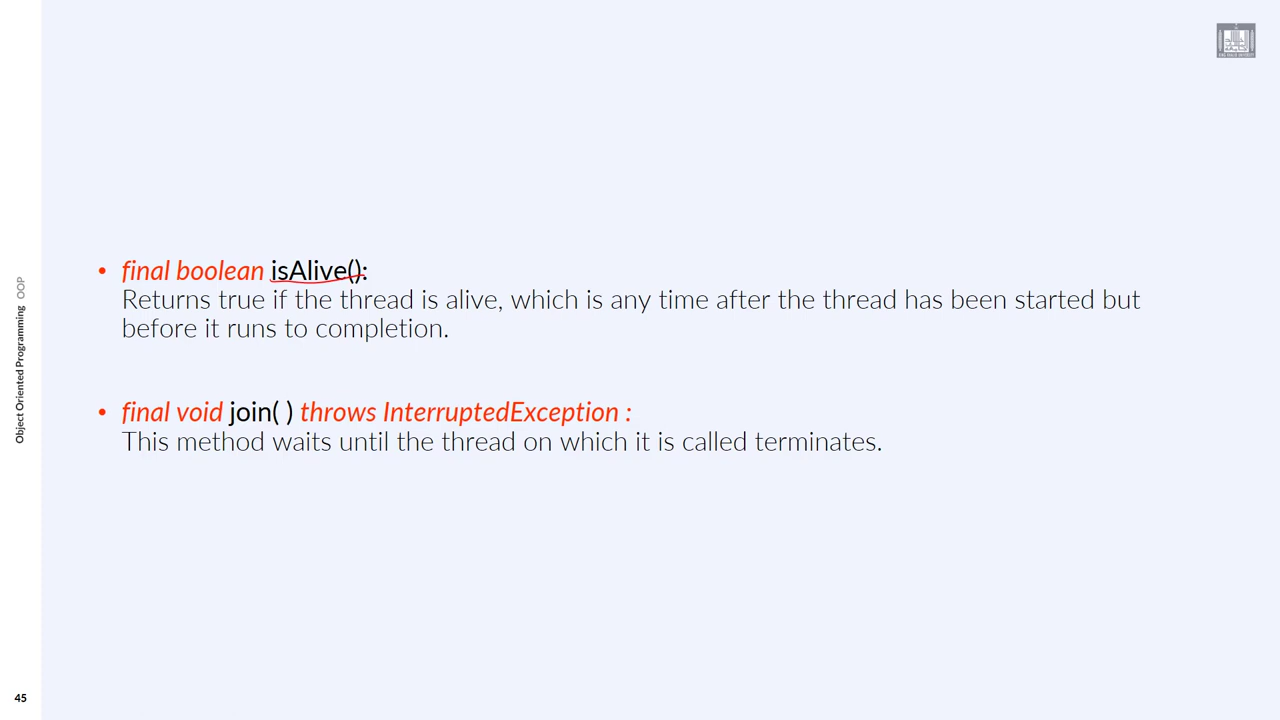 • final boolean isAlive():
Returns true if the thread is alive, which is any time after the thread has been started but
before it runs to completion.
• final void join( ) throws InterruptedException :
This method waits until the thread on which it is called terminates.
Object Oriented Programming OOP
45